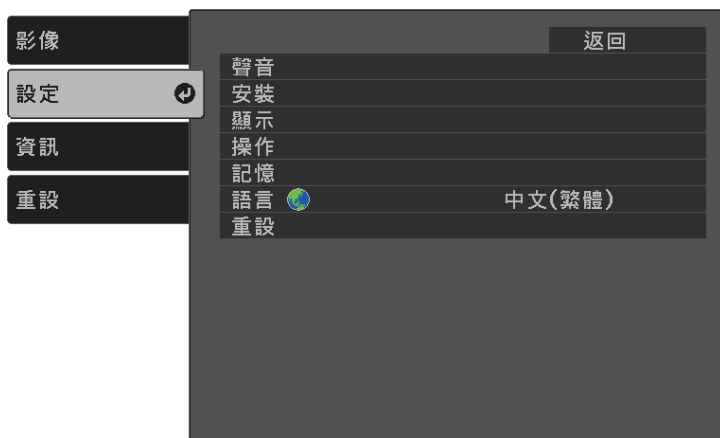 影像
設定
資訊
重設
返回
聲音
安裝
顯示
操作
記憶
語言 中文(繁體)
重設